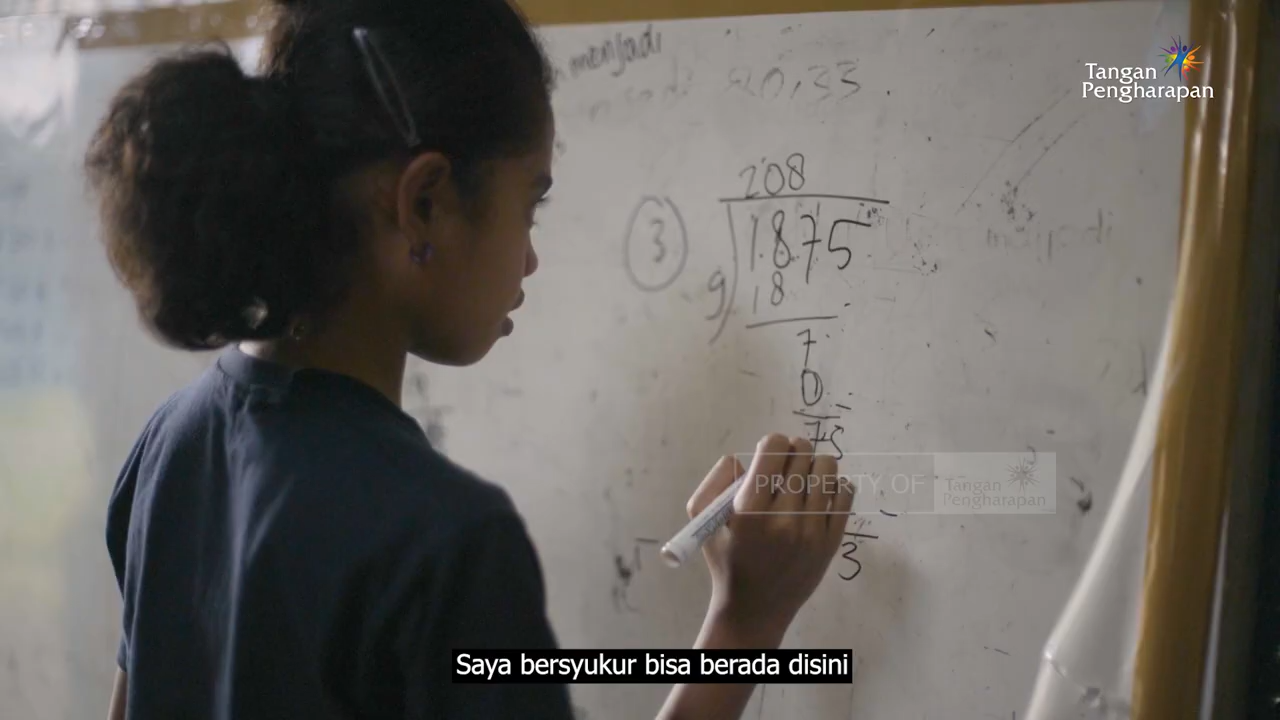 menjadi
Tangan
Pengharapan
20,33
208
3
1875
9
18
7
0
75
PROPERTY OF Tangan Pengharapan
3
Saya bersyukur bisa berada disini